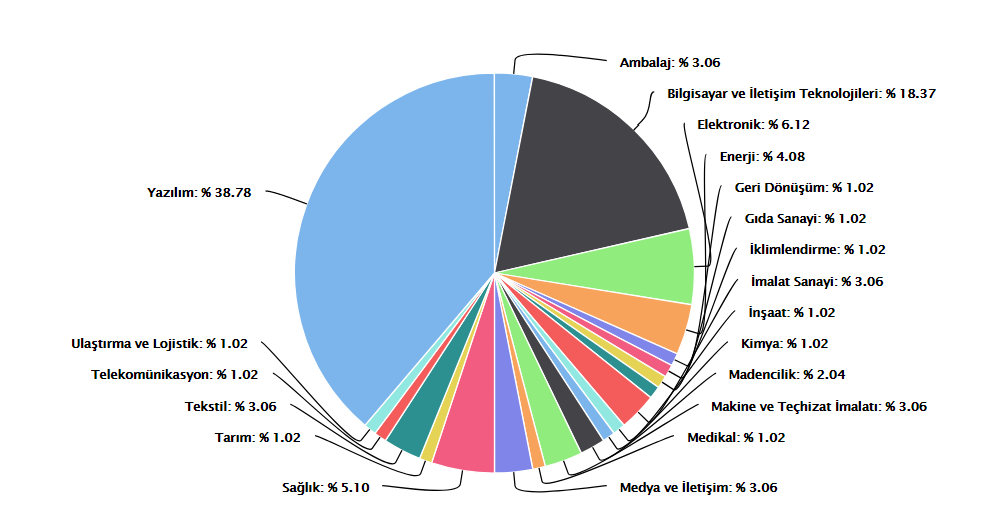 Ambalaj: % 3.06
Bilgisayar ve İletişim Teknolojileri: % 18.37
Elektronik: % 6.12
Enerji: % 4.08
Geri Dönüşüm: % 1.02
Gıda Sanayi: % 1.02
İklimlendirme: % 1.02
İmalat Sanayi: % 3.06
İnşaat: % 1.02
Kimya: % 1.02
Madencilik: % 2.04
Makine ve Teçhizat İmalatı: % 3.06
Medikal: % 1.02
Medya ve İletişim: % 3.06
Sağlık: % 5.10
Tarım: % 1.02
Tekstil: % 3.06
Telekomünikasyon: % 1.02
Ulaştırma ve Lojistik: % 1.02
Yazılım: % 38.78